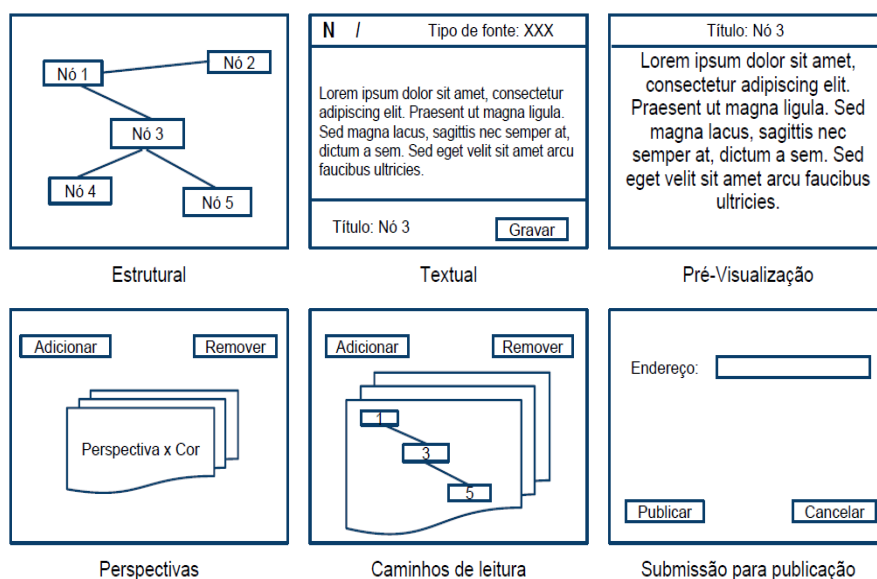 Nó 1
Nó 2
Nó 3
Nó 4
Nó 5
Estrutural
N I Tipo de fonte: XXX
Lorem ipsum dolor sit amet, consectetur
adipiscing elit. Praesent ut magna ligula.
Sed magna lacus, sagittis nec semper at,
dictum a sem. Sed eget velit sit amet arcu
faucibus ultricies.
Título: Nó 3
Gravar
Textual
Título: Nó 3
Lorem ipsum dolor sit amet,
consectetur adipiscing elit.
Praesent ut magna ligula. Sed
magna lacus, sagittis nec
semper at, dictum a sem. Sed
eget velit sit amet arcu faucibus
ultricies.
Pré-Visualização
Adicionar
Remover
Perspectiva x Cor
Perspectivas
Adicionar
Remover
1
3
5
Caminhos de leitura
Endereço:
Publicar
Cancelar
Submissão para publicação